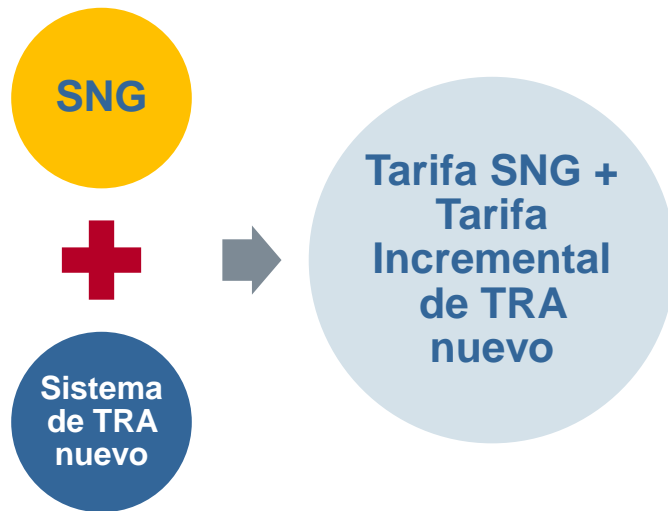 SNG
Sistema
de TRA
nuevo
Tarifa SNG +
Tarifa
Incremental
de TRA
nuevo